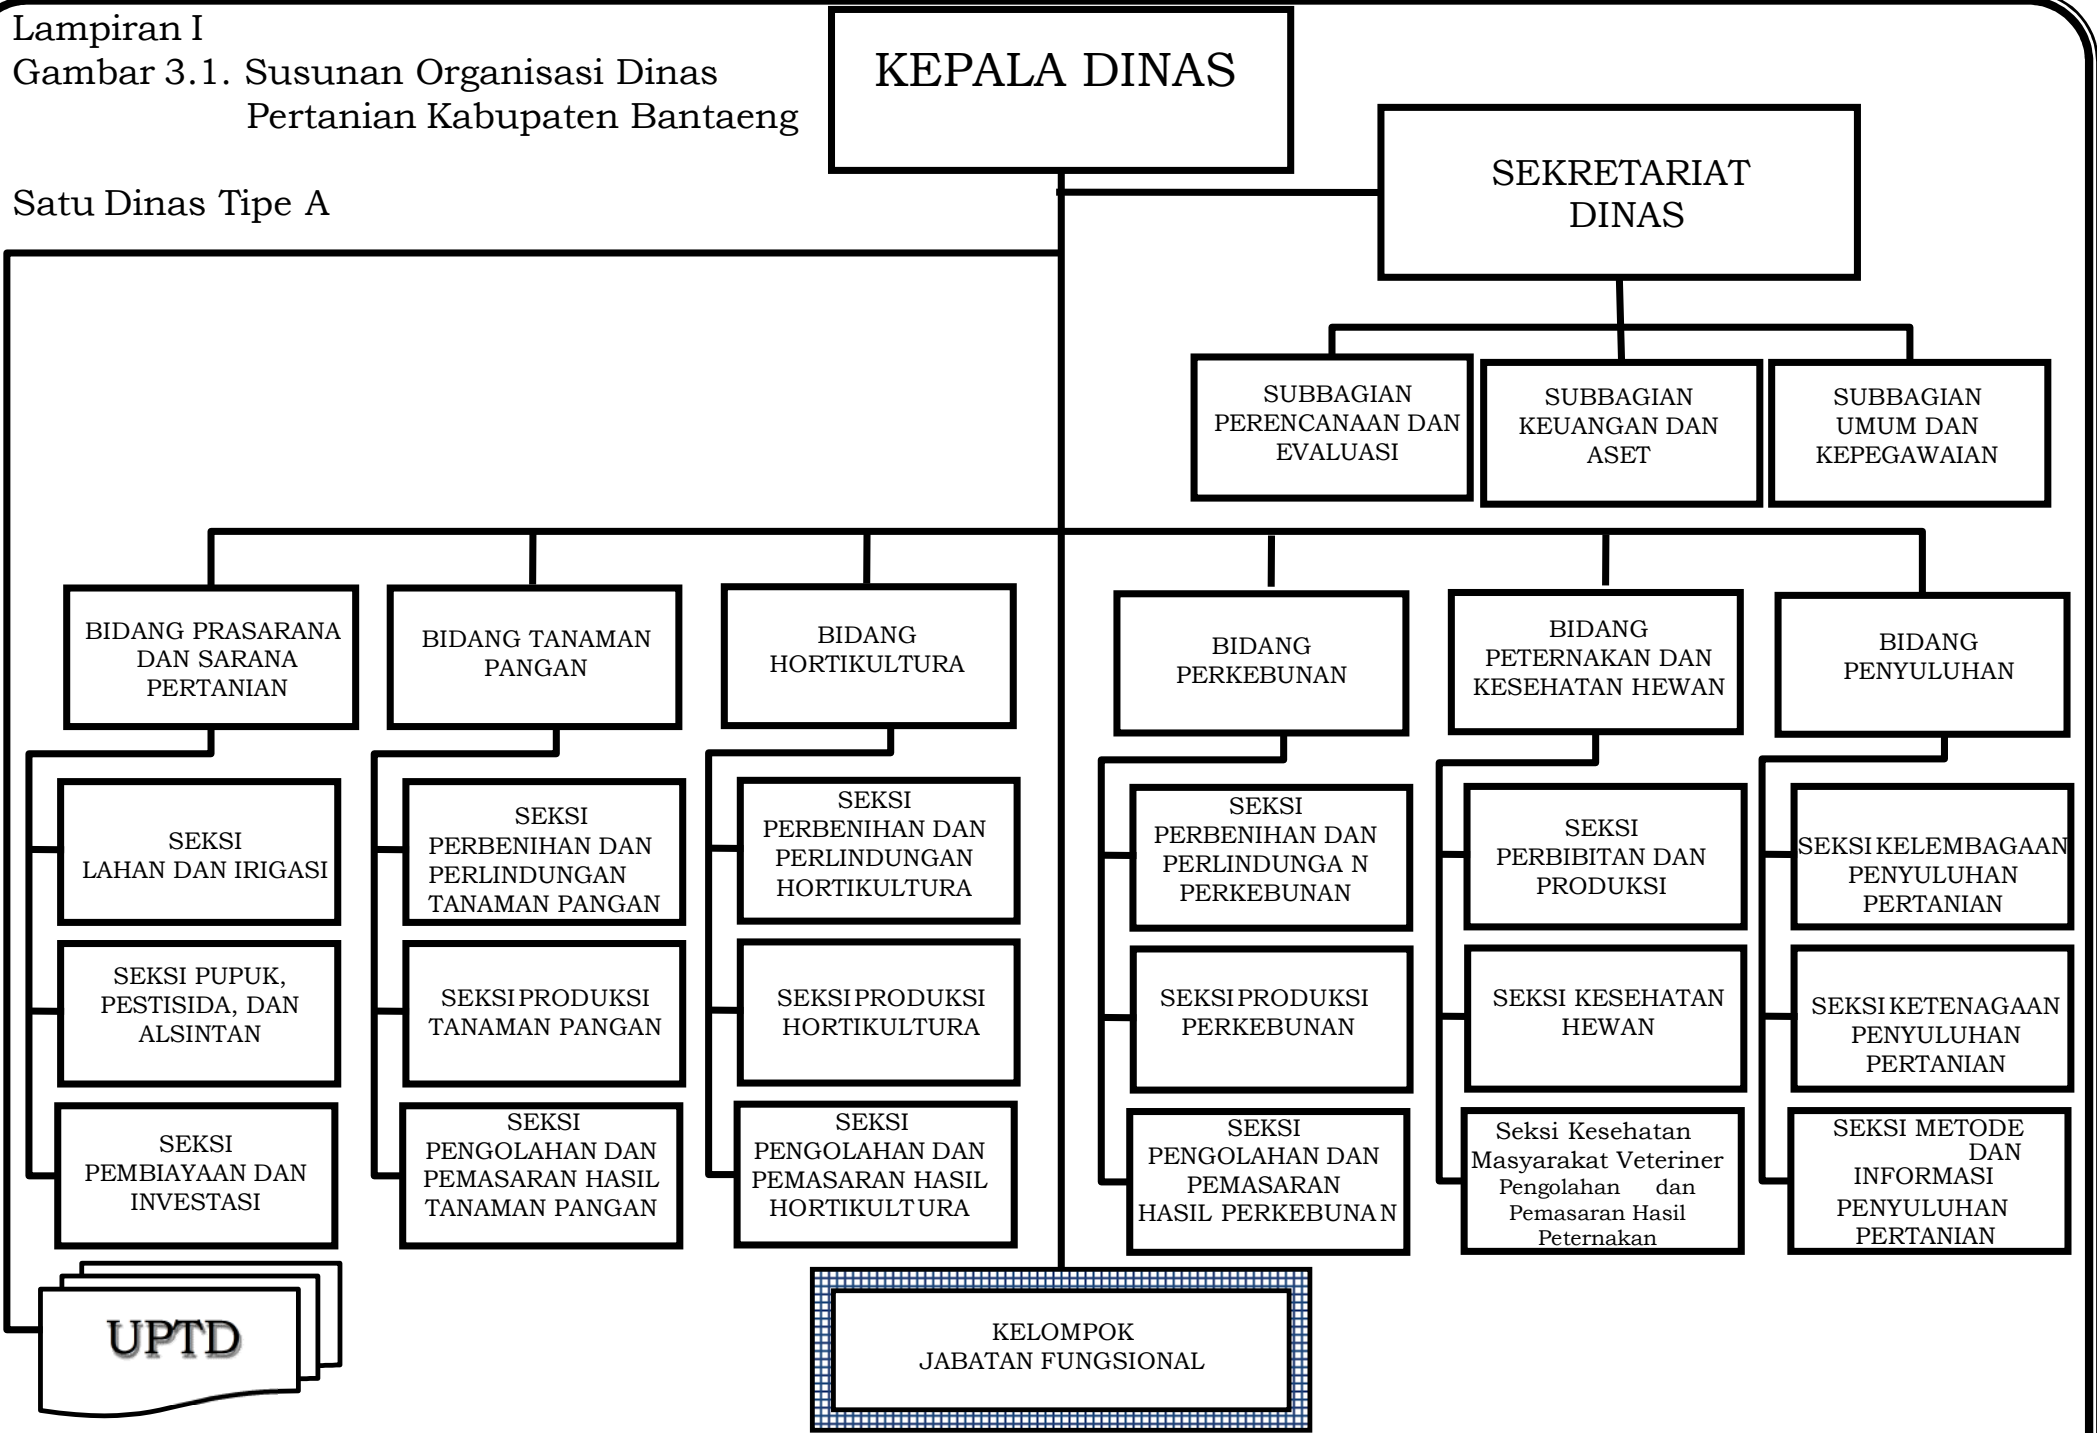 Lampiran I
Gambar 3.1. Susunan Organisasi Dinas
Pertanian Kabupaten Bantaeng
Satu Dinas Tipe A
KEPALA DINAS
SEKRETARIAT
DINAS
SUBBAGIAN
PERENCANAAN DAN
EVALUASI
SUBBAGIAN
KEUANGAN DAN
ASET
SUBBAGIAN
UMUM DAN
KEPEGAWAIAN
BIDANG PRASARANA
DAN SARANA
PERTANIAN
BIDANG TANAMAN
PANGAN
BIDANG
HORTIKULTURA
BIDANG
PERKEBUNAN
BIDANG
PETERNAKAN DAN
KESEHATAN HEWAN
BIDANG
PENYULUHAN
SEKSI
LAHAN DAN IRIGASI
SEKSI
PERBENIHAN DAN
PERLINDUNGAN
TANAMAN PANGAN
SEKSI
PERBENIHAN DAN
PERLINDUNGAN
HORTIKULTURA
SEKSI
PERBENIHAN DAN
PERLINDUNGA N
PERKEBUNAN
SEKSI
PERBIBITAN DAN
PRODUKSI
SEKSI KELEMBAGAAN
PENYULUHAN
PERTANIAN
SEKSI PUPUK,
PESTISIDA, DAN
ALSINTAN
SEKSI PRODUKSI
TANAMAN PANGAN
SEKSI PRODUKSI
HORTIKULTURA
SEKSI PRODUKSI
PERKEBUNAN
SEKSI KESEHATAN
HEWAN
SEKSI KETENAGAAN
PENYULUHAN
PERTANIAN
SEKSI
PEMBIAYAAN DAN
INVESTASI
SEKSI
PENGOLAHAN DAN
PEMASARAN HASIL
TANAMAN PANGAN
SEKSI
PENGOLAHAN DAN
PEMASARAN HASIL
HORTIKULTURA
SEKSI
PENGOLAHAN DAN
PEMASARAN
HASIL PERKEBUNAN
Seksi Kesehatan
Masyarakat Veteriner
Pengolahan dan
Pemasaran Hasil
Peternakan
SEKSI METODE
DAN
INFORMASI
PENYULUHAN
PERTANIAN
UPTD
KELOMPOK
JABATAN FUNGSIONAL